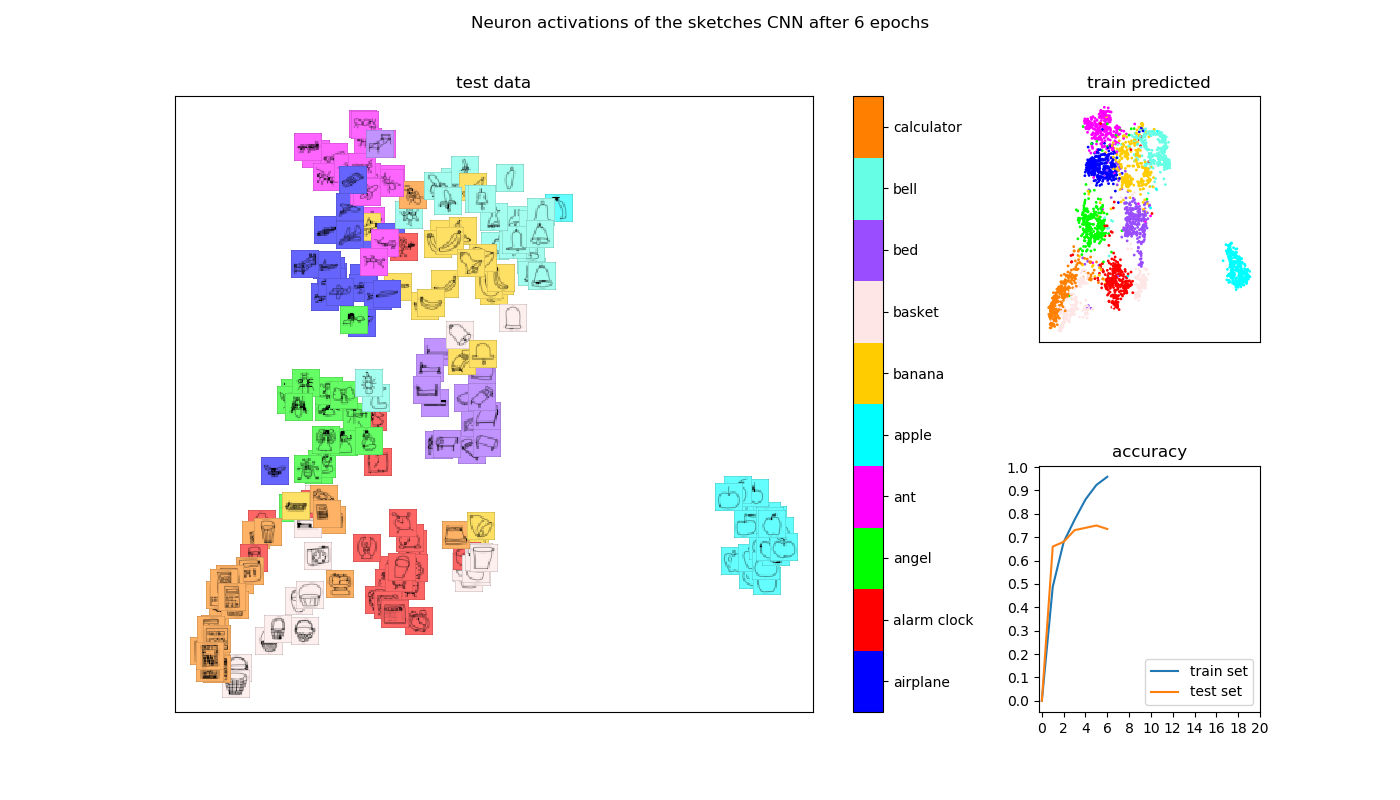 Neuron activations of the sketches CNN after 6 epochs
test data
calculator
bell
bed
basket
banana
apple
ant
angel
alarm clock
airplane
train predicted
accuracy
1.0
0.9
0.8
0.7
0.6
0.5
0.4
0.3
0.2
0.1
0.0
train set
test set
0 2 4 6 8 10 12 14 16 18 20